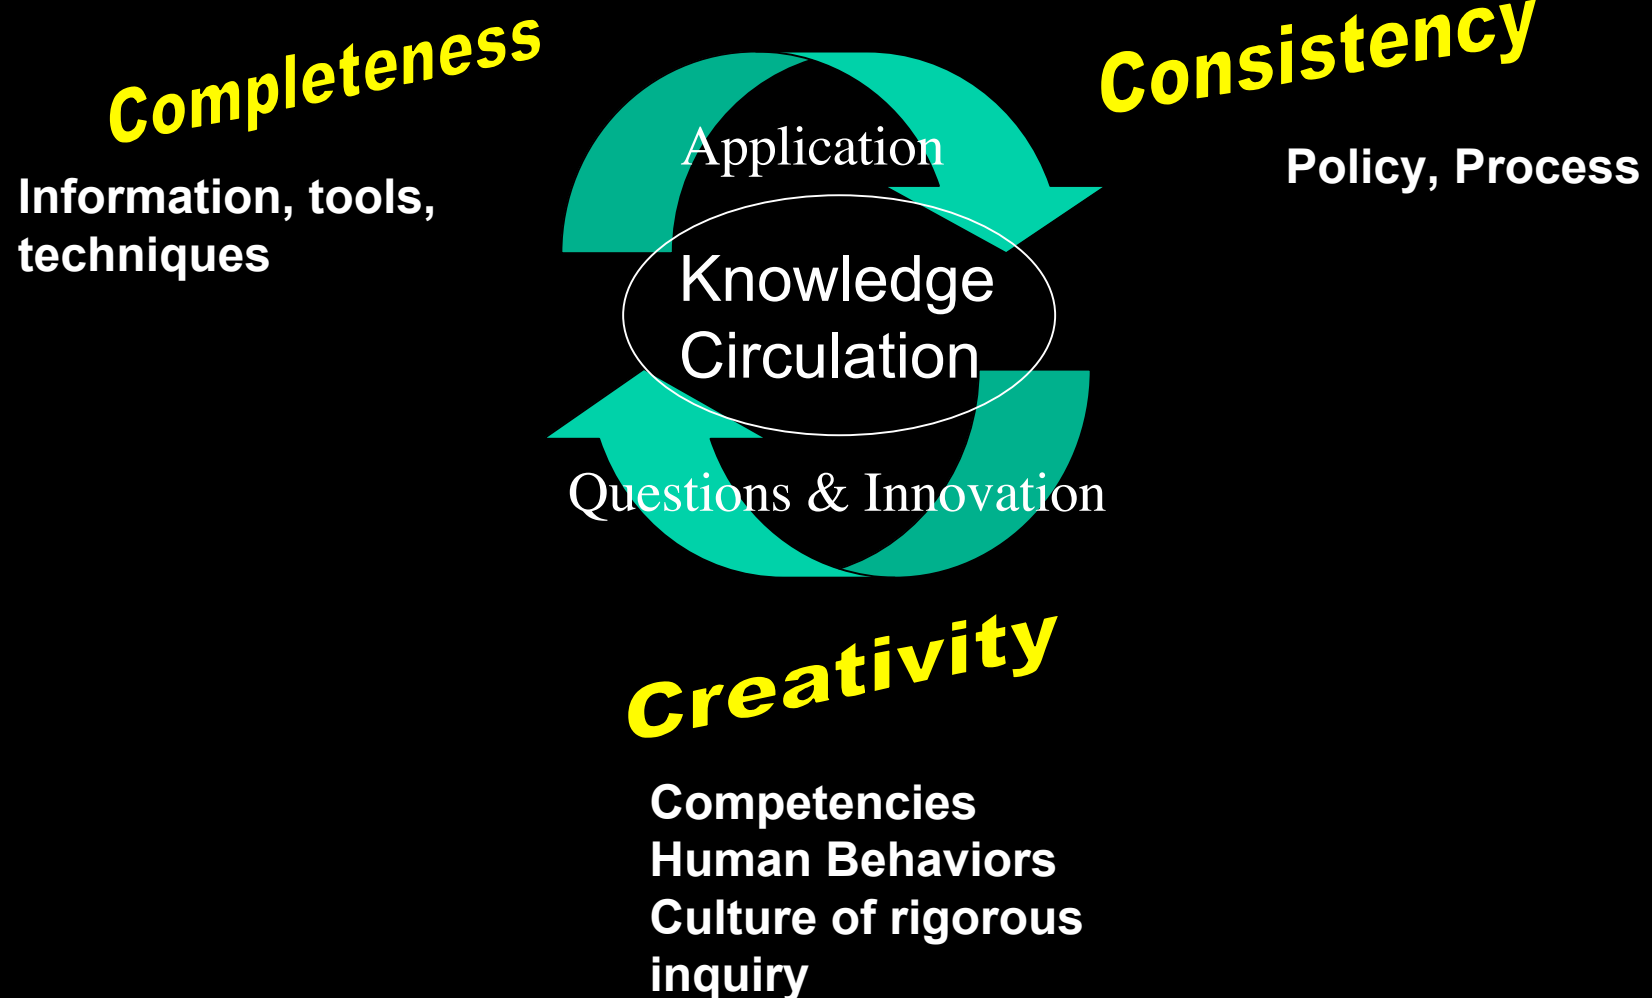 Completeness
Consistency
Information, tools,
techniques
Policy, Process
Application
Knowledge
Circulation
Questions & Innovation
Creativity
Competencies
Human Behaviors
Culture of rigorous
inquiry